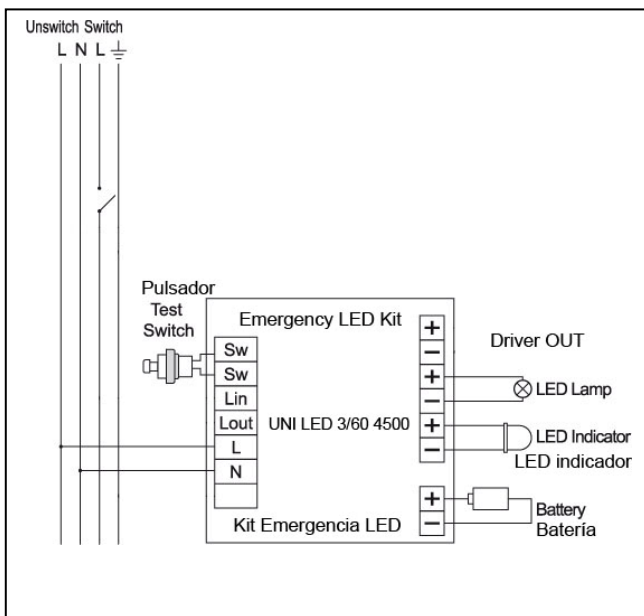 Unswitch Switch
L N L
Pulsador
Test
Switch
Emergency LED Kit
Sw
Sw
Lin
Lout
L
N
UNI LED 3/60 4500
Kit Emergencia LED
+
−
+
−
+
−
+
−
Driver OUT
LED Lamp
LED Indicator
LED indicador
Battery
Batería